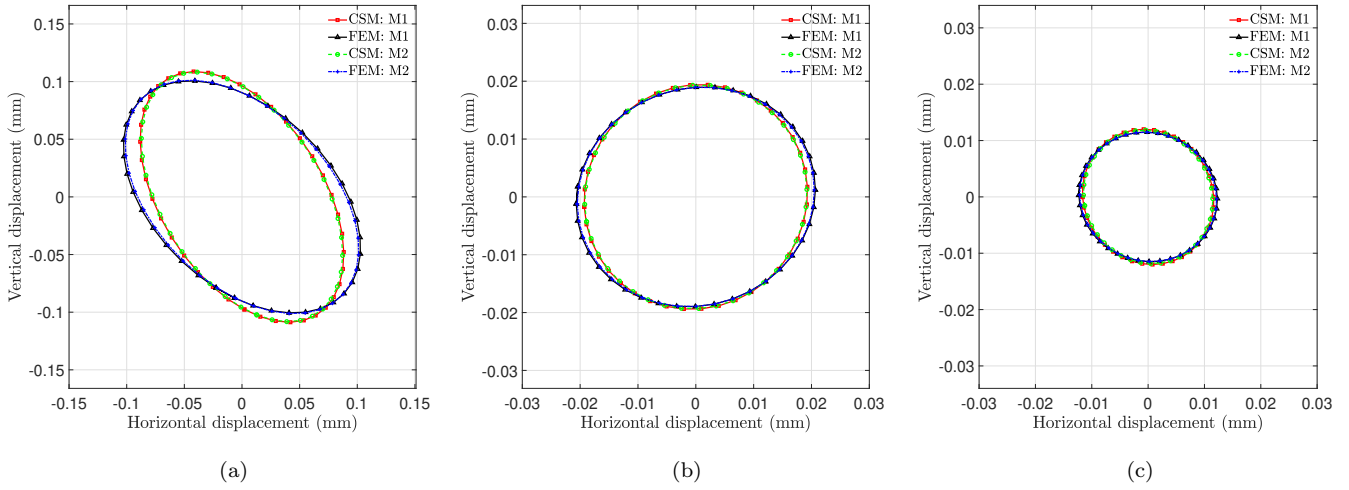 CSM: M1
FEM: M1
CSM: M2
FEM: M2
0.15
0.1
0.05
0
-0.05
-0.1
-0.15
Vertical displacement (mm)
-0.15 -0.1 -0.05 0 0.05 0.1 0.15
Horizontal displacement (mm)
(a)
CSM: M1
FEM: M1
CSM: M2
FEM: M2
0.03
0.02
0.01
0
-0.01
-0.02
-0.03
Vertical displacement (mm)
-0.03 -0.02 -0.01 0 0.01 0.02 0.03
Horizontal displacement (mm)
(b)
CSM: M1
FEM: M1
CSM: M2
FEM: M2
0.03
0.02
0.01
0
-0.01
-0.02
-0.03
Vertical displacement (mm)
-0.03 -0.02 -0.01 0 0.01 0.02 0.03
Horizontal displacement (mm)
(c)